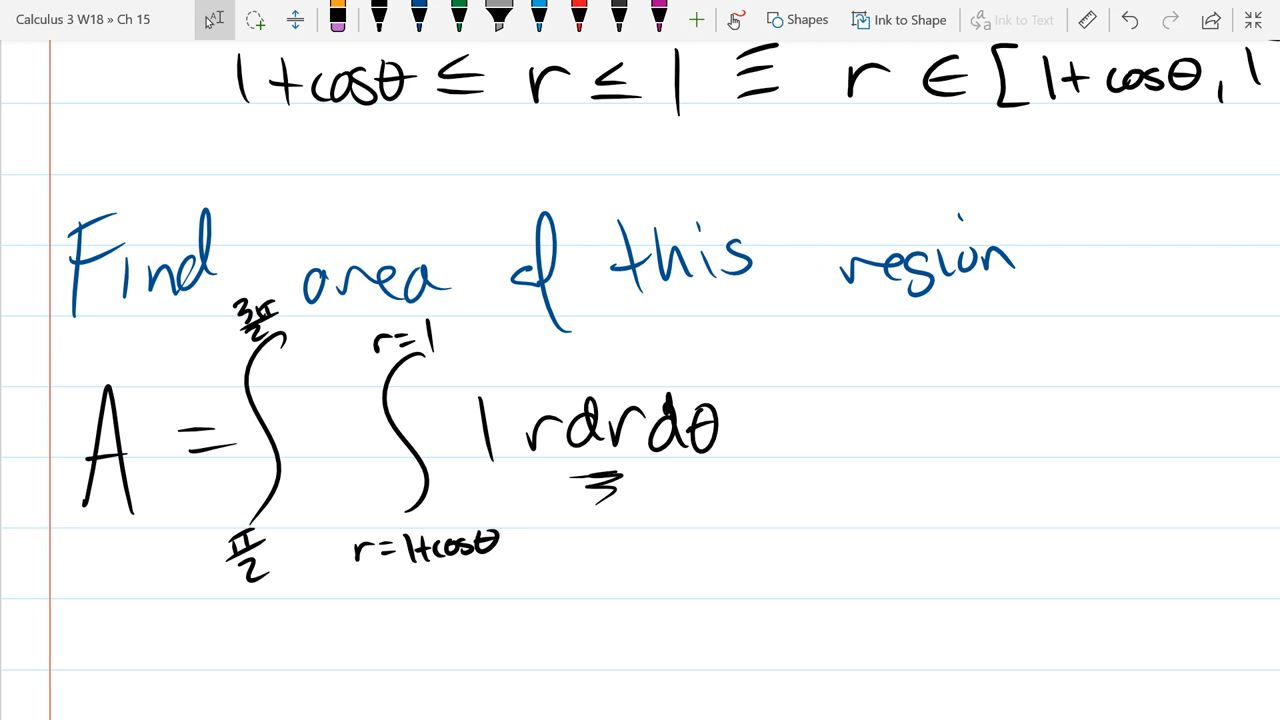 Calculus 3 W18 » Ch 15
Shapes
Ink to Shape
Ink to Text
1+cosθ ≤ r ≤ 1 ≡ r ∈ [1+cosθ, 1
Find area of this region
A = ∫_{π/2}^{3π/2} ∫_{r=1+cosθ}^{r=1} 1 r dr dθ